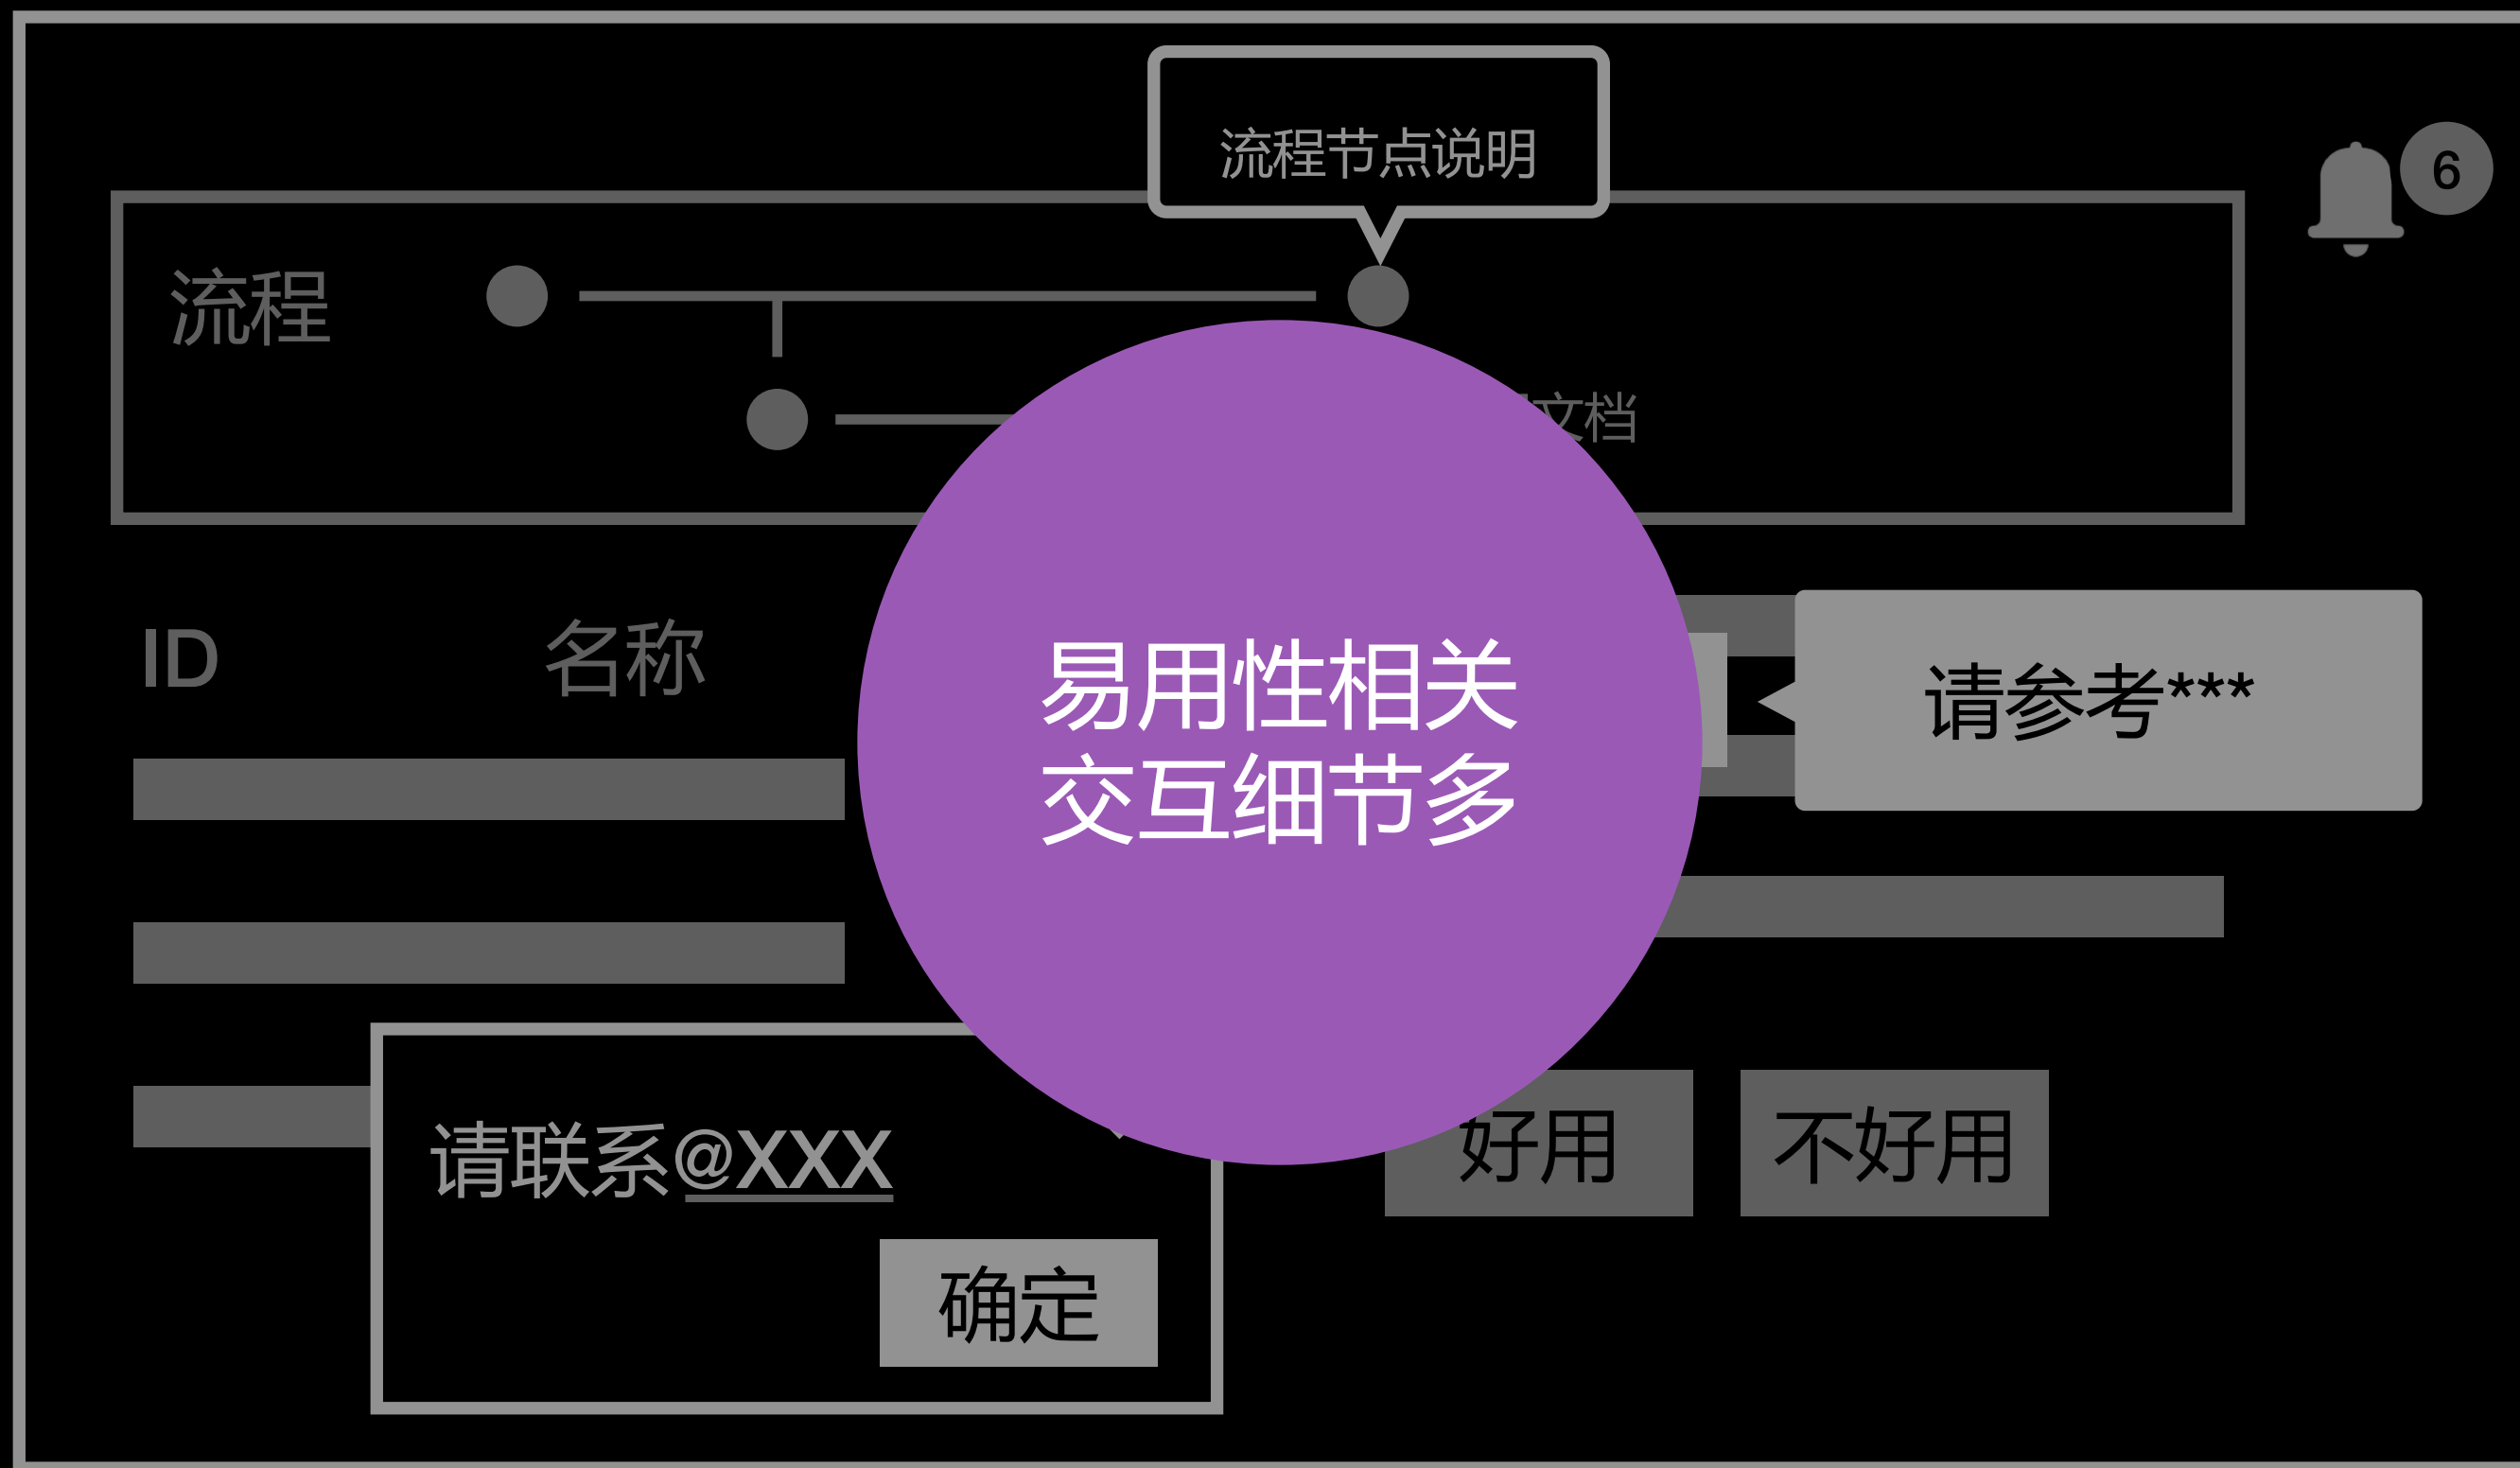 流程节点说明
6
流程
文档
ID
名称
易用性相关
交互细节多
请参考***
请联系@XXX
好用
不好用
确定